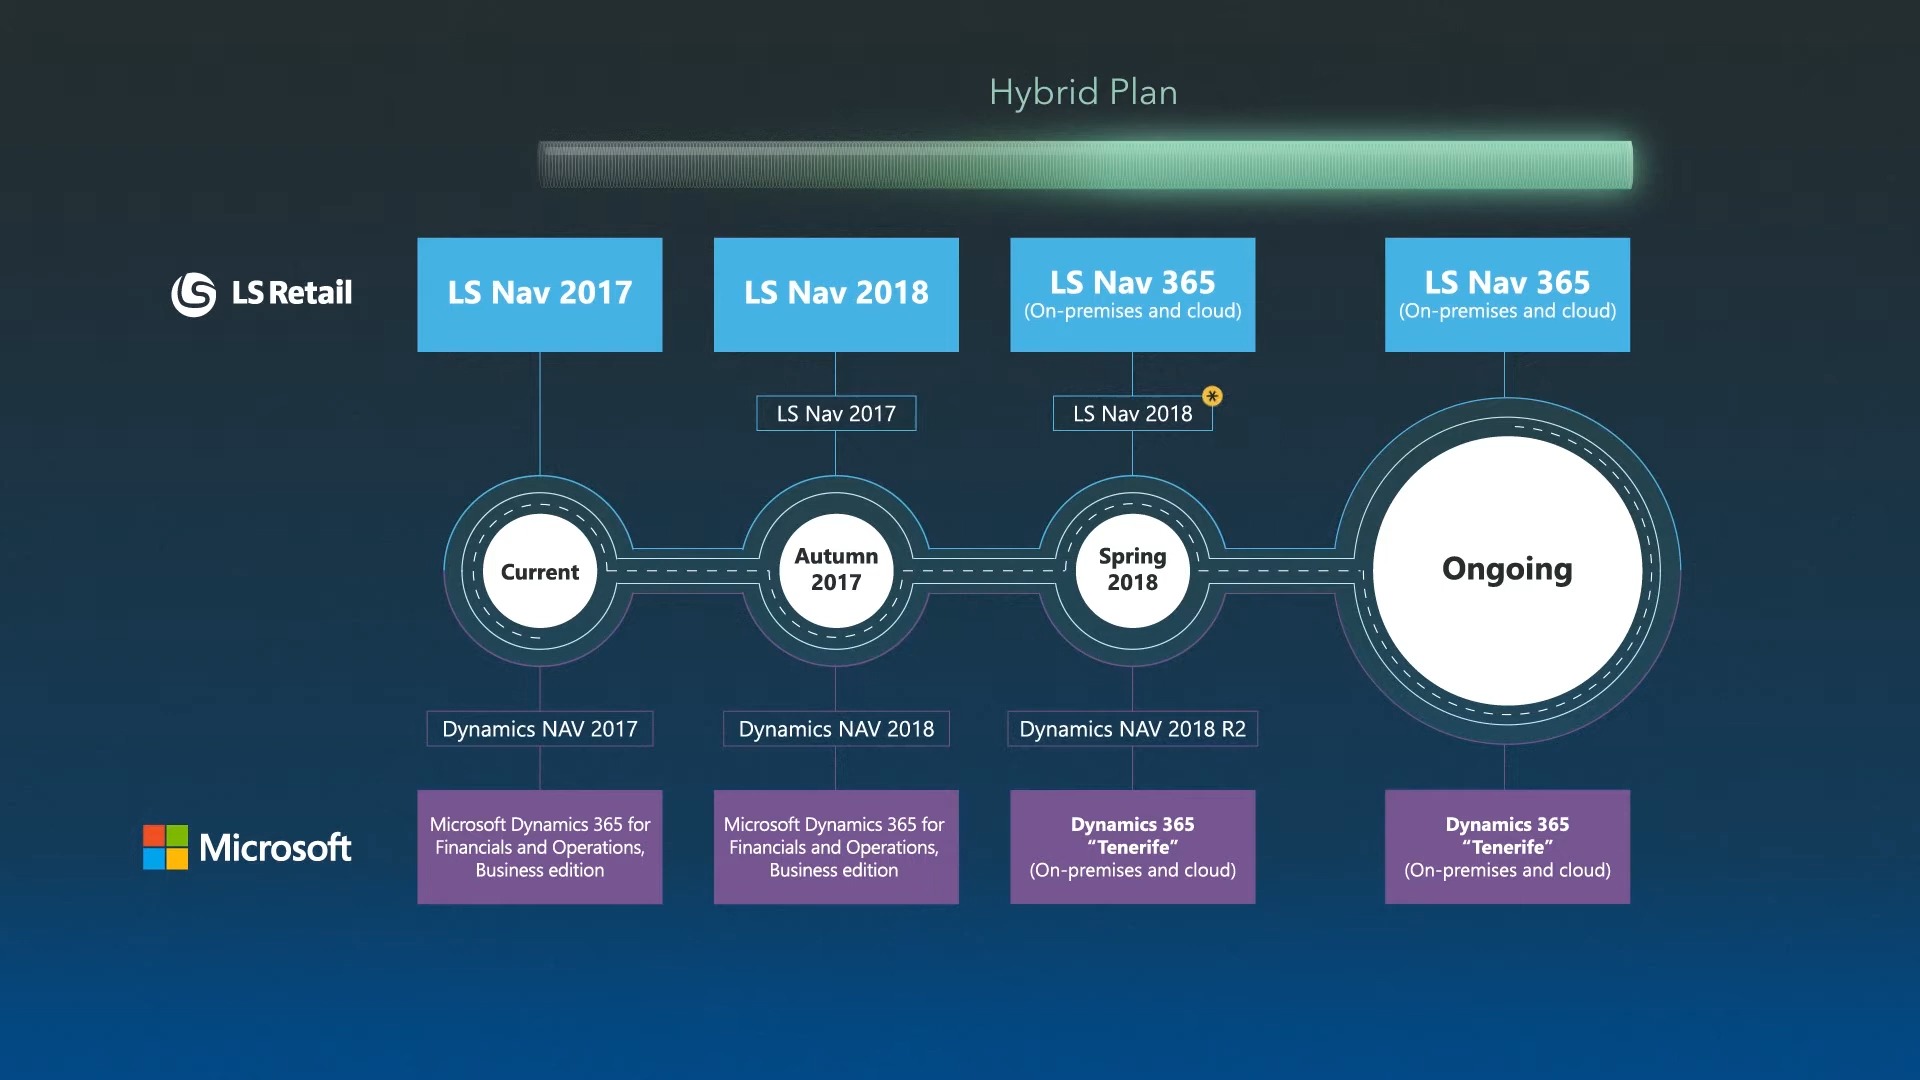 Hybrid Plan
LS Retail
LS Nav 2017
LS Nav 2018
LS Nav 365
(On-premises and cloud)
LS Nav 365
(On-premises and cloud)
LS Nav 2017
LS Nav 2018
*
Current
Autumn
2017
Spring
2018
Ongoing
Dynamics NAV 2017
Dynamics NAV 2018
Dynamics NAV 2018 R2
Microsoft
Microsoft Dynamics 365 for
Financials and Operations,
Business edition
Microsoft Dynamics 365 for
Financials and Operations,
Business edition
Dynamics 365
“Tenerife”
(On-premises and cloud)
Dynamics 365
“Tenerife”
(On-premises and cloud)